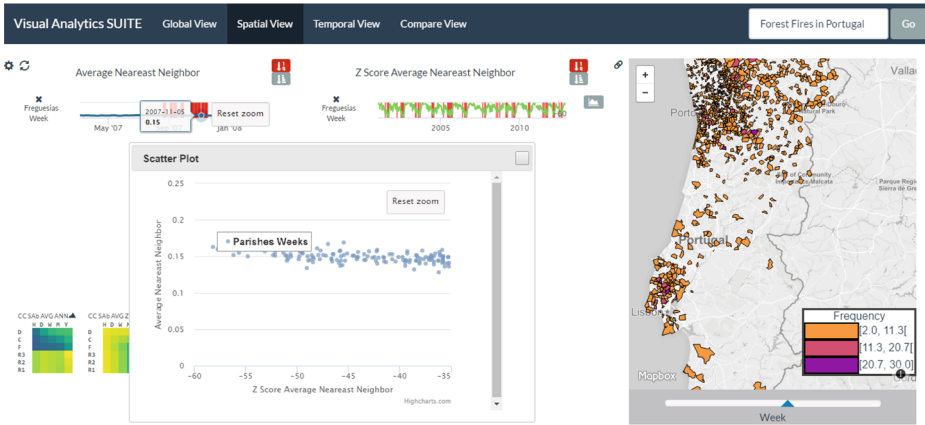 Visual Analytics SUITE Global View Spatial View Temporal View Compare View Forest Fires in Portugal Go
Average Neareast Neighbor
Z Score Average Neareast Neighbor
Freguesias
Week
2007-11-05
0.15
Reset zoom
May '07
Jan '08
Freguesias
Week
2005
2010
Scatter Plot
Reset zoom
Parishes Weeks
Average Neareast Neighbor
0.25
0.2
0.15
0.1
0.05
0
−60
−55
−50
−45
−40
−35
Z Score Average Neareast Neighbor
Highcharts.com
CC SAb AVG ANN
H D W M Y T
D
C
F
R3
R2
R1
CC SAb AVG Z
H D W M
D
C
F
R3
R2
R1
+
−
Portugal
Parque Regi
Sierra de Gre
Frequency
[2.0, 11.3[
[11.3, 20.7[
[20.7, 30.0]
Mapbox
Week